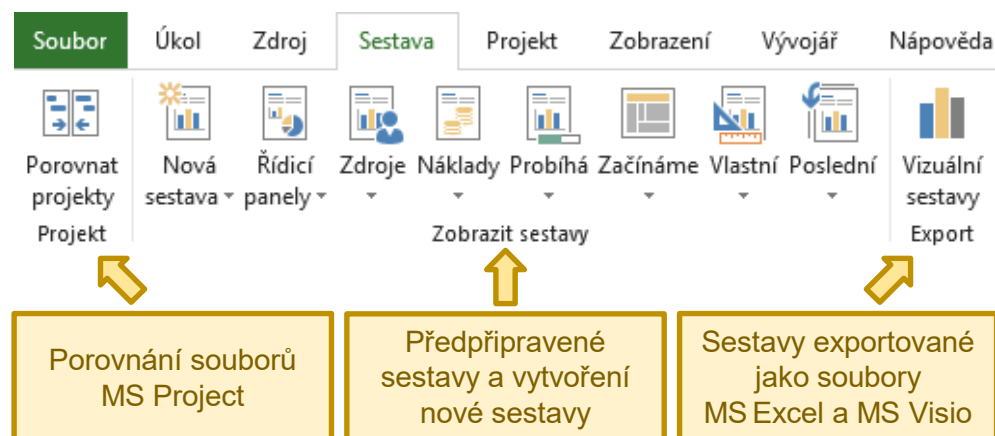 Soubor Úkol Zdroj Sestava Projekt Zobrazení Vývojář Nápověda
Porovnat projekty
Nová sestava
Řídicí panely
Zdroje
Náklady
Probíhá
Začínáme
Vlastní
Poslední
Vizuální sestavy
Projekt
Zobrazit sestavy
Export
Porovnání souborů
MS Project
Předpřipravené
sestavy a vytvoření
nové sestavy
Sestavy exportované
jako soubory
MS Excel a MS Visio